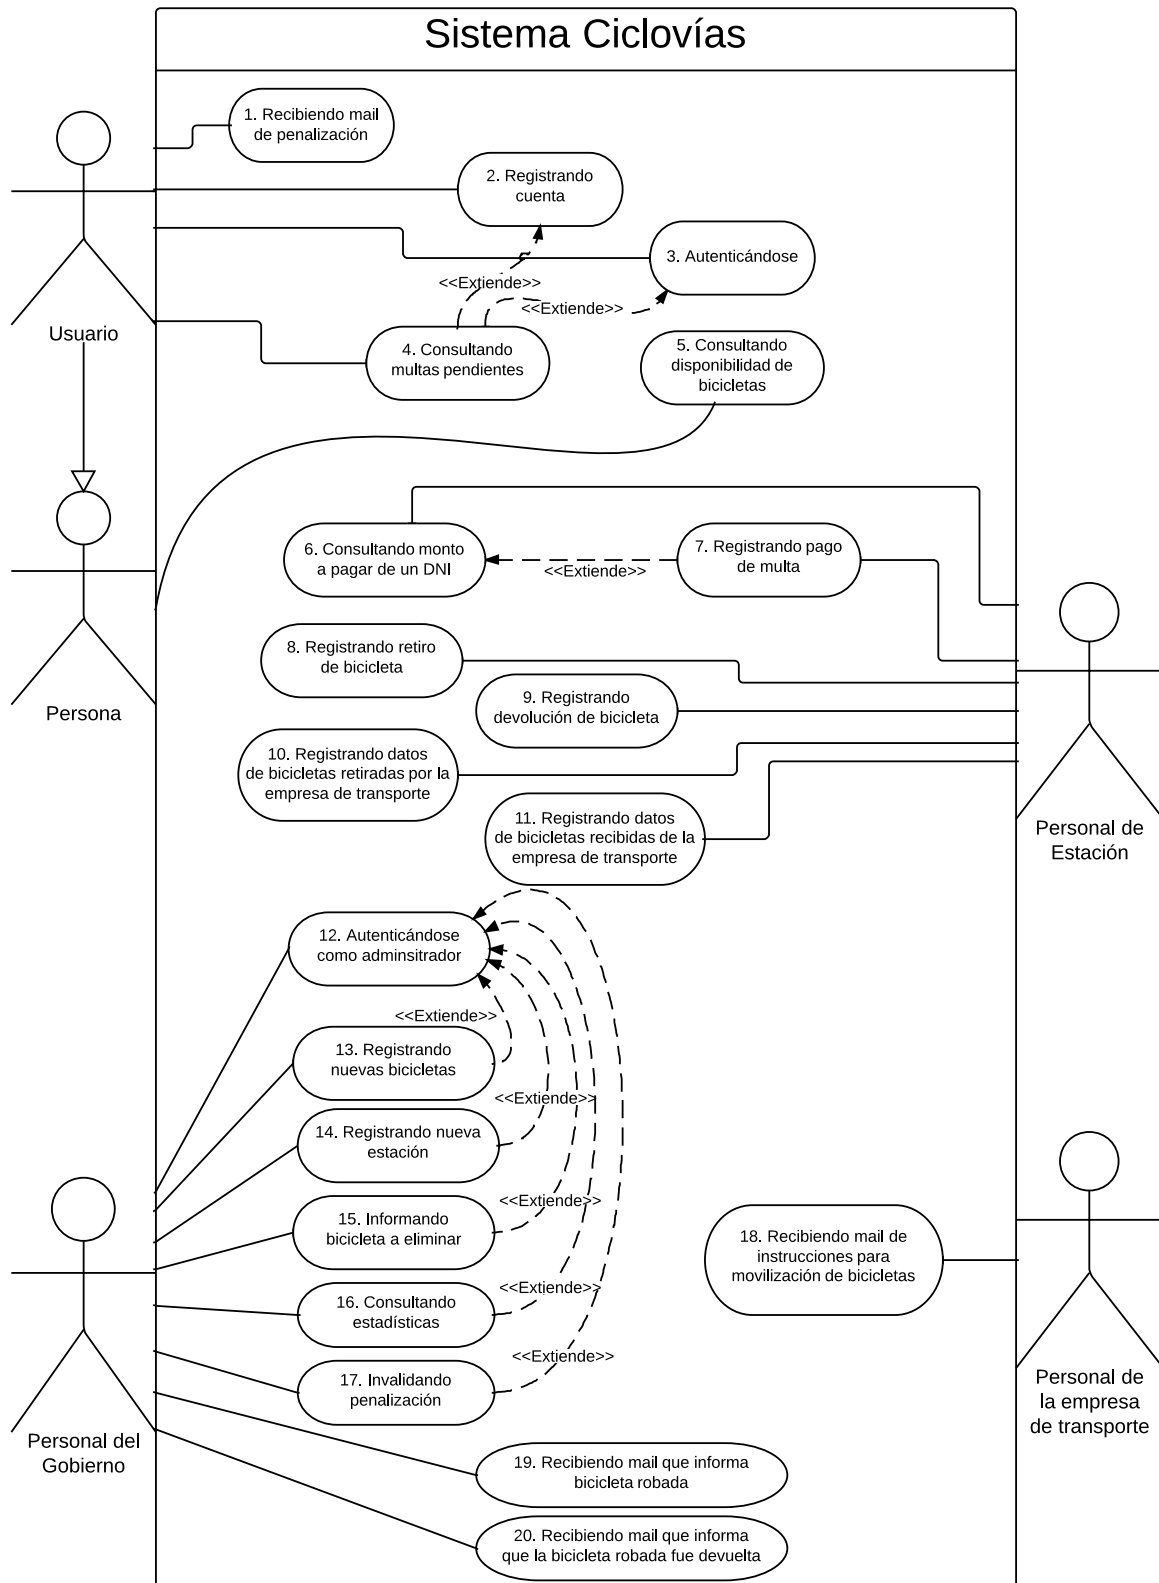 Sistema Ciclovías
1. Recibiendo mail
de penalización
2. Registrando
cuenta
3. Autenticándose
<<Extiende>>
<<Extiende>>
Usuario
4. Consultando
multas pendientes
5. Consultando
disponibilidad de
bicicletas
6. Consultando monto
a pagar de un DNI
<<Extiende>>
7. Registrando pago
de multa
8. Registrando retiro
de bicicleta
9. Registrando
devolución de bicicleta
Persona
10. Registrando datos
de bicicletas retiradas por la
empresa de transporte
11. Registrando datos
de bicicletas recibidas de la
empresa de transporte
Personal de
Estación
12. Autenticándose
como adminsitrador
<<Extiende>>
13. Registrando
nuevas bicicletas
<<Extiende>>
14. Registrando nueva
estación
<<Extiende>>
15. Informando
bicicleta a eliminar
18. Recibiendo mail de
instrucciones para
movilización de bicicletas
<<Extiende>>
16. Consultando
estadísticas
<<Extiende>>
17. Invalidando
penalización
Personal de
la empresa
de transporte
Personal del
Gobierno
19. Recibiendo mail que informa
bicicleta robada
20. Recibiendo mail que informa
que la bicicleta robada fue devuelta